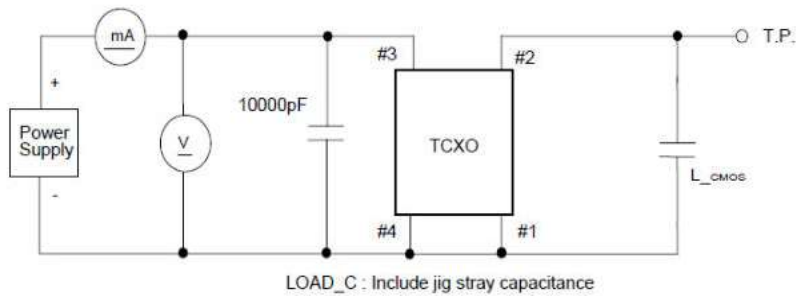 mA
T.P.
#3
#2
+
10000pF
Power
Supply
V
TCXO
L_CMOS
-
#4
#1
LOAD_C : Include jig stray capacitance